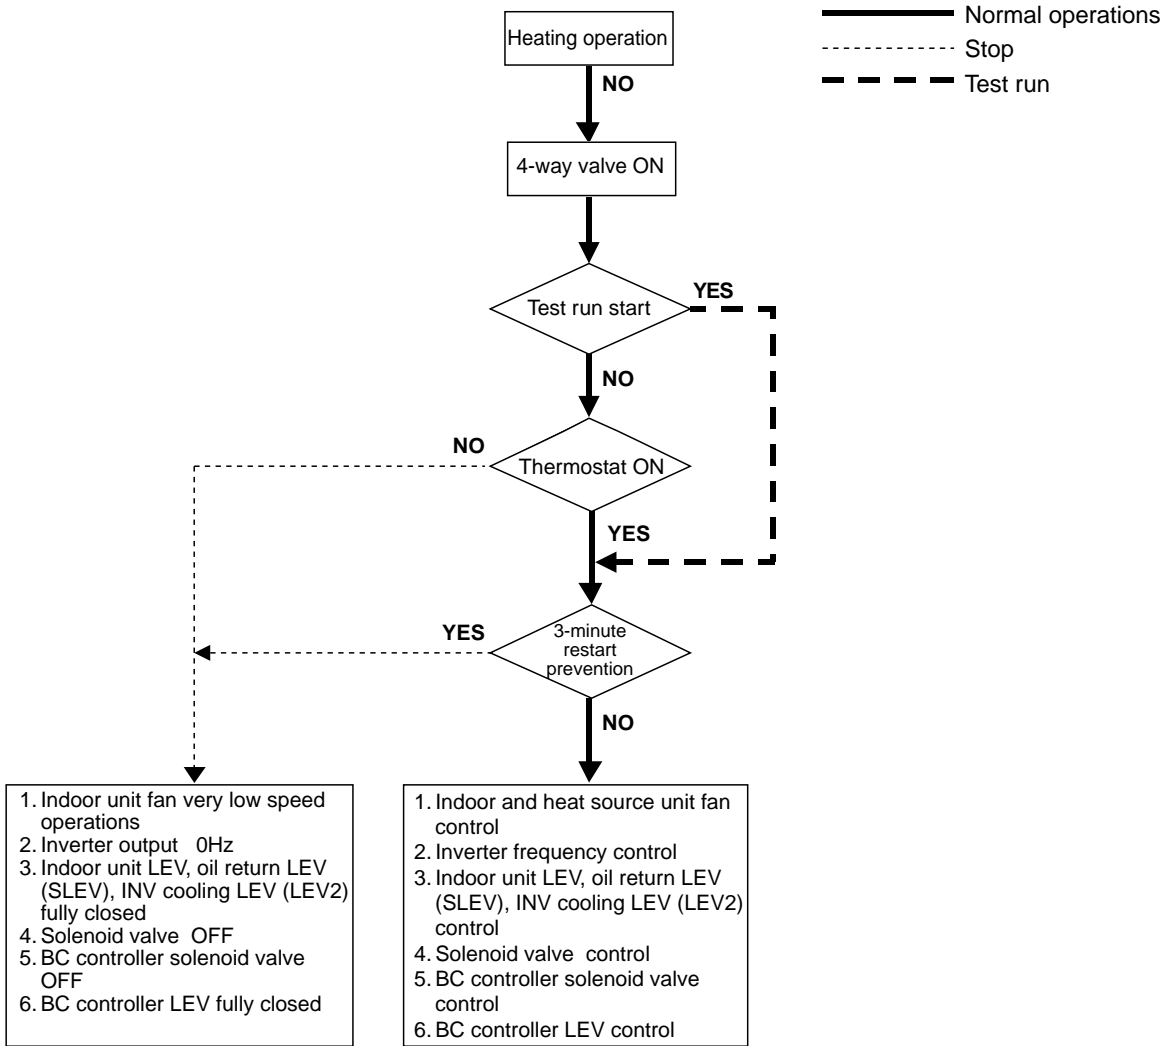 Normal operations
Stop
Test run
Heating operation
NO
4-way valve ON
Test run start
YES
NO
NO
Thermostat ON
YES
YES
3-minute
restart
prevention
NO
1. Indoor unit fan very low speed
operations
2. Inverter output 0Hz
3. Indoor unit LEV, oil return LEV
(SLEV), INV cooling LEV (LEV2)
fully closed
4. Solenoid valve OFF
5. BC controller solenoid valve
OFF
6. BC controller LEV fully closed
1. Indoor and heat source unit fan
control
2. Inverter frequency control
3. Indoor unit LEV, oil return LEV
(SLEV), INV cooling LEV (LEV2)
control
4. Solenoid valve control
5. BC controller solenoid valve
control
6. BC controller LEV control